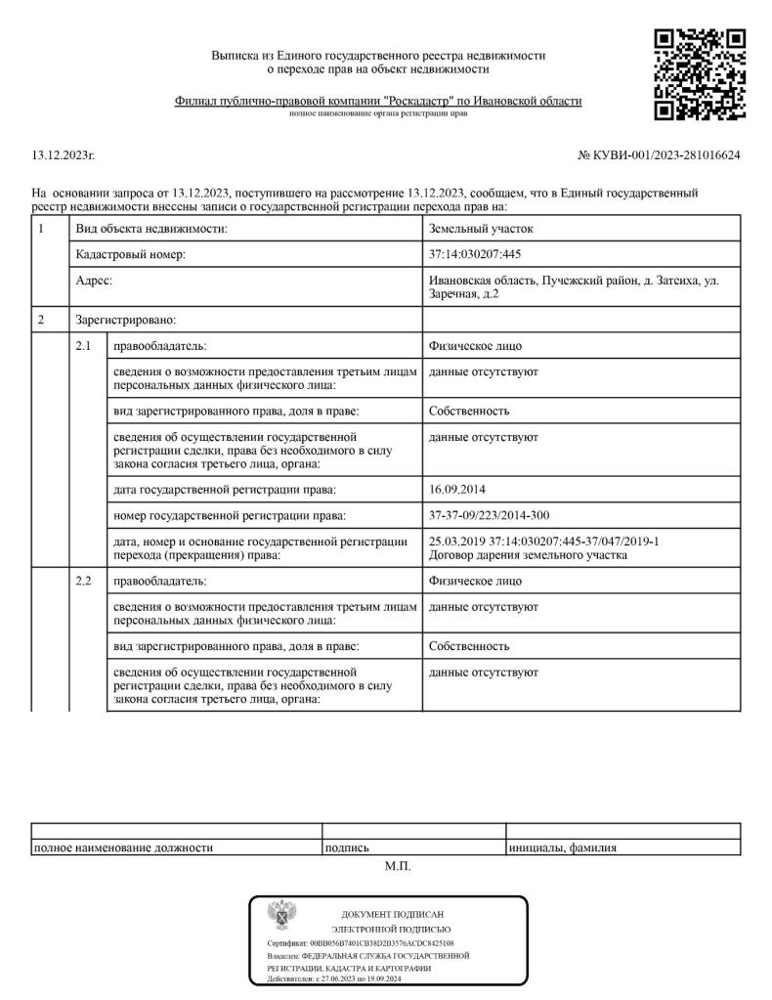 Выписка из Единого государственного реестра недвижимости
о переходе прав на объект недвижимости
Филиал публично-правовой компании "Роскадастр" по Ивановской области
полное наименование органа регистрации прав
13.12.2023г.
№ КУВИ-001/2023-281016624
На основании запроса от 13.12.2023, поступившего на рассмотрение 13.12.2023, сообщаем, что в Единый государственный
реестр недвижимости внесены записи о государственной регистрации перехода прав на:
1 Вид объекта недвижимости: Земельный участок
Кадастровый номер: 37:14:030207:445
Адрес: Ивановская область, Пучежский район, д. Затеиха, ул.
Заречная, д.2
2 Зарегистрировано:
2.1 правообладатель: Физическое лицо
сведения о возможности предоставления третьим лицам данные отсутствуют
персональных данных физического лица:
вид зарегистрированного права, доля в праве: Собственность
сведения об осуществлении государственной данные отсутствуют
регистрации сделки, права без необходимого в силу
закона согласия третьего лица, органа:
дата государственной регистрации права: 16.09.2014
номер государственной регистрации права: 37-37-09/223/2014-300
дата, номер и основание государственной регистрации 25.03.2019 37:14:030207:445-37/047/2019-1
перехода (прекращения) права: Договор дарения земельного участка
2.2 правообладатель: Физическое лицо
сведения о возможности предоставления третьим лицам данные отсутствуют
персональных данных физического лица:
вид зарегистрированного права, доля в праве: Собственность
сведения об осуществлении государственной данные отсутствуют
регистрации сделки, права без необходимого в силу
закона согласия третьего лица, органа:
полное наименование должности подпись инициалы, фамилия
М.П.
ДОКУМЕНТ ПОДПИСАН
ЭЛЕКТРОННОЙ ПОДПИСЬЮ
Сертификат: 00BB056B7401CB38D2B3576ACDC8425108
Владелец: ФЕДЕРАЛЬНАЯ СЛУЖБА ГОСУДАРСТВЕННОЙ
РЕГИСТРАЦИИ, КАДАСТРА И КАРТОГРАФИИ
Действителен: с 27.06.2023 по 19.09.2024